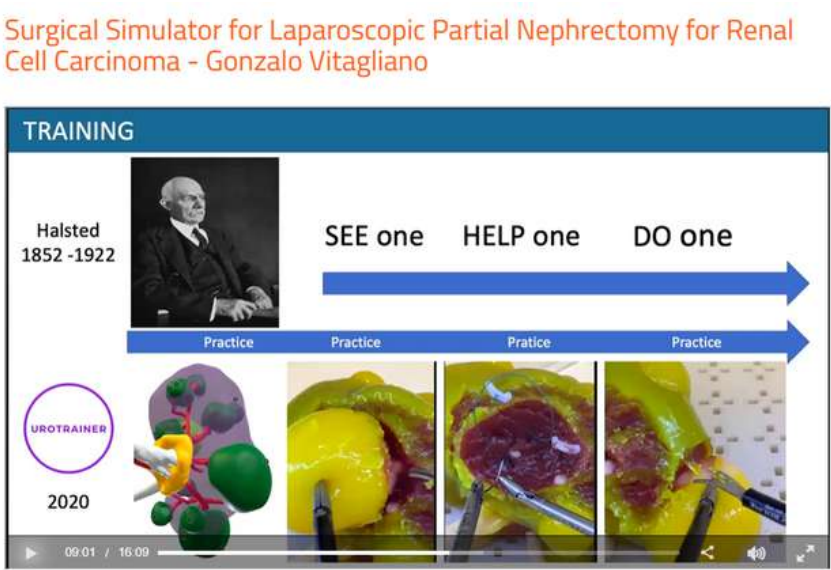 Surgical Simulator for Laparoscopic Partial Nephrectomy for Renal
Cell Carcinoma - Gonzalo Vitagliano
TRAINING
Halsted
1852 -1922
SEE one HELP one DO one
Practice Practice Pratice Practice
UROTRAINER
2020
09:01 / 16:09